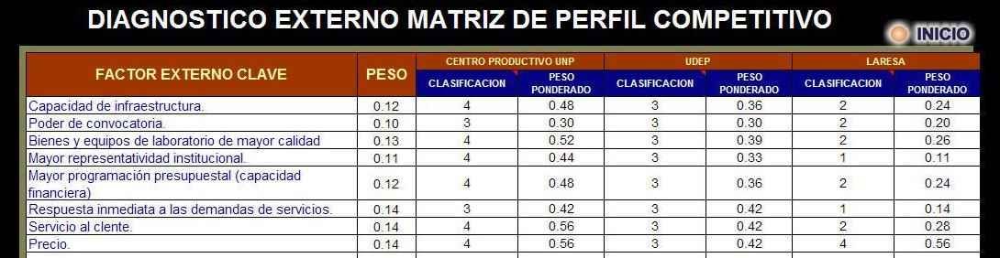 DIAGNOSTICO EXTERNO MATRIZ DE PERFIL COMPETITIVO
INICIO
FACTOR EXTERNO CLAVE PESO CENTRO PRODUCTIVO UNP UDEP LARESA
CLASIFICACION PESO PONDERADO CLASIFICACION PESO PONDERADO CLASIFICACION PESO PONDERADO
Capacidad de infraestructura. 0.12 4 0.48 3 0.36 2 0.24
Poder de convocatoria. 0.10 3 0.30 3 0.30 2 0.20
Bienes y equipos de laboratorio de mayor calidad 0.13 4 0.52 3 0.39 2 0.26
Mayor representatividad institucional. 0.11 4 0.44 3 0.33 1 0.11
Mayor programación presupuestal (capacidad
financiera) 0.12 4 0.48 3 0.36 2 0.24
Respuesta inmediata a las demandas de servicios. 0.14 3 0.42 3 0.42 1 0.14
Servicio al clente. 0.14 4 0.56 3 0.42 2 0.28
Precio. 0.14 4 0.56 3 0.42 4 0.56